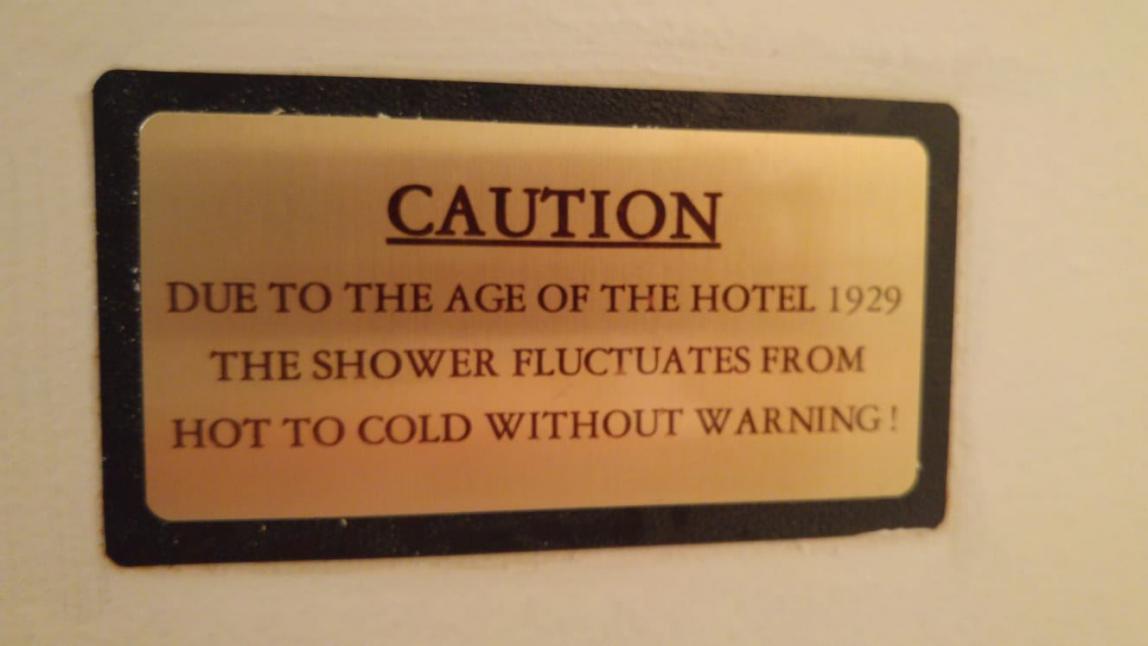 CAUTION
DUE TO THE AGE OF THE HOTEL 1929
THE SHOWER FLUCTUATES FROM
HOT TO COLD WITHOUT WARNING !